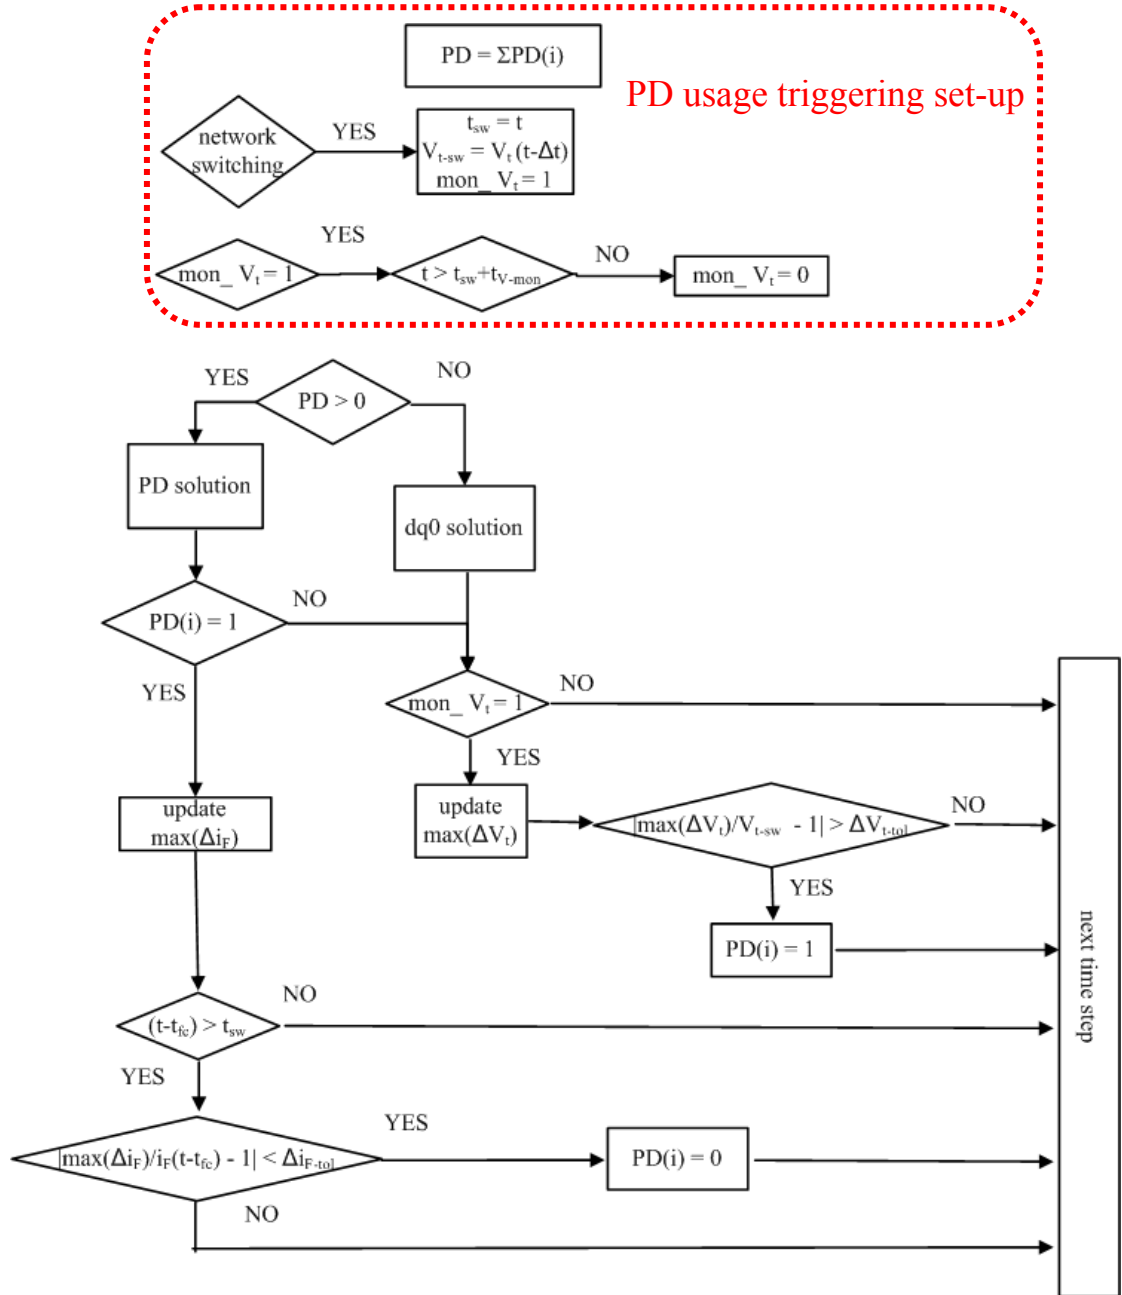 PD = ΣPD(i)
PD usage triggering set-up
network
switching
YES
t_sw = t
V_t-sw = V_t (t-Δt)
mon_ V_t = 1
mon_ V_t = 1
YES
t > t_sw+t_V-mon
NO
mon_ V_t = 0
YES
PD > 0
NO
PD solution
dq0 solution
PD(i) = 1
NO
YES
mon_ V_t = 1
NO
YES
update
max(Δi_F)
update
max(ΔV_t)
|max(ΔV_t)/V_t-sw - 1| > ΔV_t-tol
NO
YES
PD(i) = 1
next time step
(t-t_fc) > t_sw
NO
YES
|max(Δi_F)/i_F(t-t_fc) - 1| < Δi_F-tol
YES
PD(i) = 0
NO